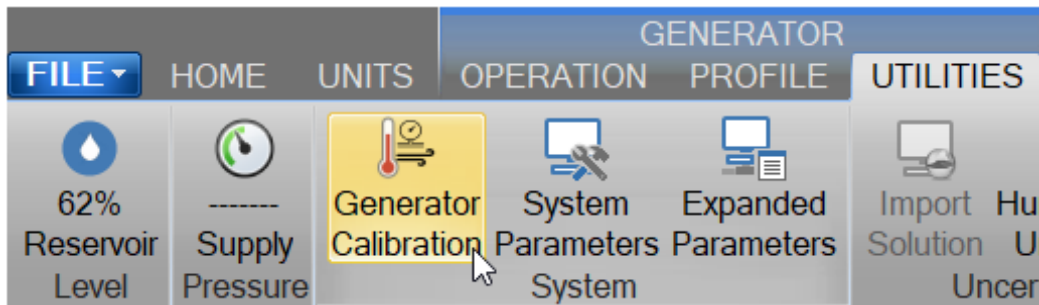 GENERATOR
FILE HOME UNITS OPERATION PROFILE UTILITIES
62% Reservoir
-------
Supply
Generator Calibration
System Parameters
Expanded Parameters
Import Solution
Level
Pressure
System